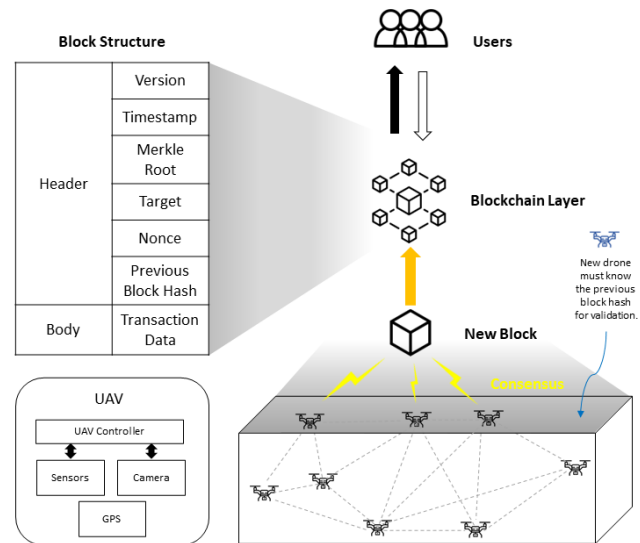 Block Structure
Users
Header
Version
Timestamp
Merkle
Root
Target
Nonce
Previous
Block Hash
Body
Transaction
Data
Blockchain Layer
New drone
must know
the previous
block hash
for validation.
New Block
Consensus
UAV
UAV Controller
Sensors
Camera
GPS